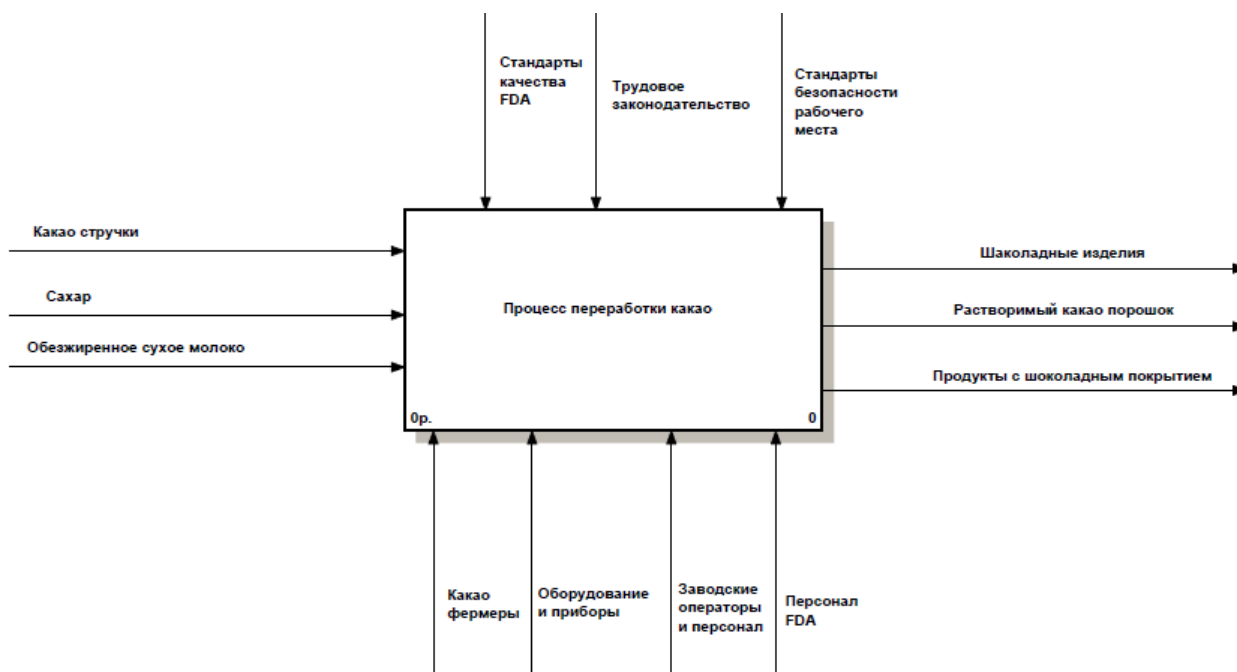 Стандарты
качества
FDA
Трудовое
законодательство
Стандарты
безопасности
рабочего
места
Какао стручки
Сахар
Обезжиренное сухое молоко
Процесс переработки какао
0р.
0
Шаколадные изделия
Растворимый какао порошок
Продукты с шоколадным покрытием
Какао
фермеры
Оборудование
и приборы
Заводские
операторы
и персонал
Персонал
FDA